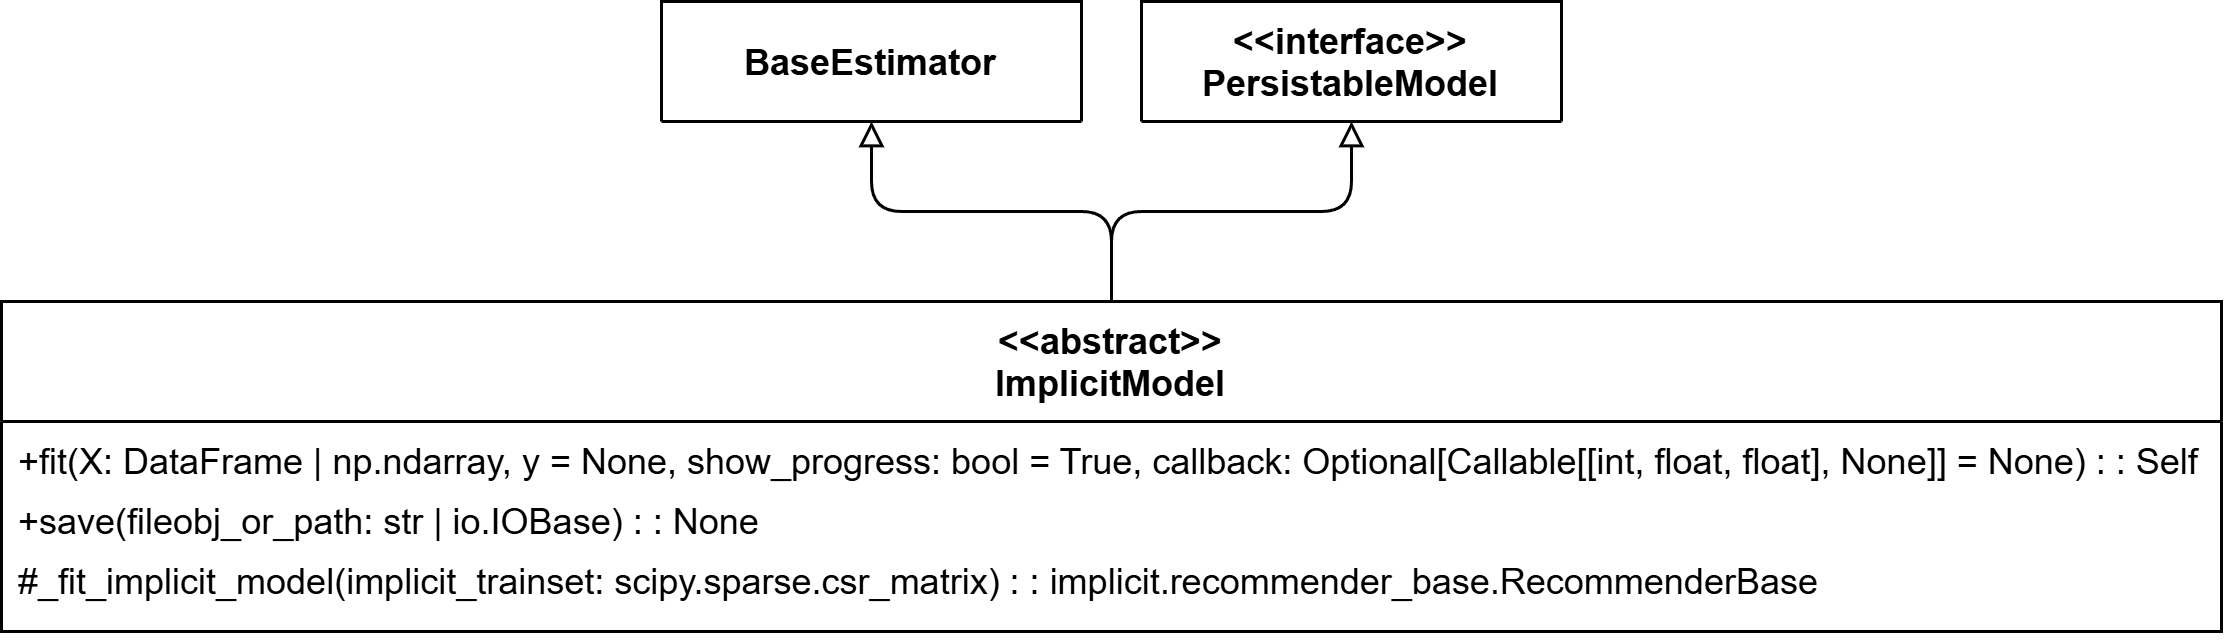 BaseEstimator
<<interface>>
PersistableModel
<<abstract>>
ImplicitModel
+fit(X: DataFrame | np.ndarray, y = None, show_progress: bool = True, callback: Optional[Callable[[int, float, float], None]] = None) : : Self
+save(fileobj_or_path: str | io.IOBase) : : None
#_fit_implicit_model(implicit_trainset: scipy.sparse.csr_matrix) : : implicit.recommender_base.RecommenderBase